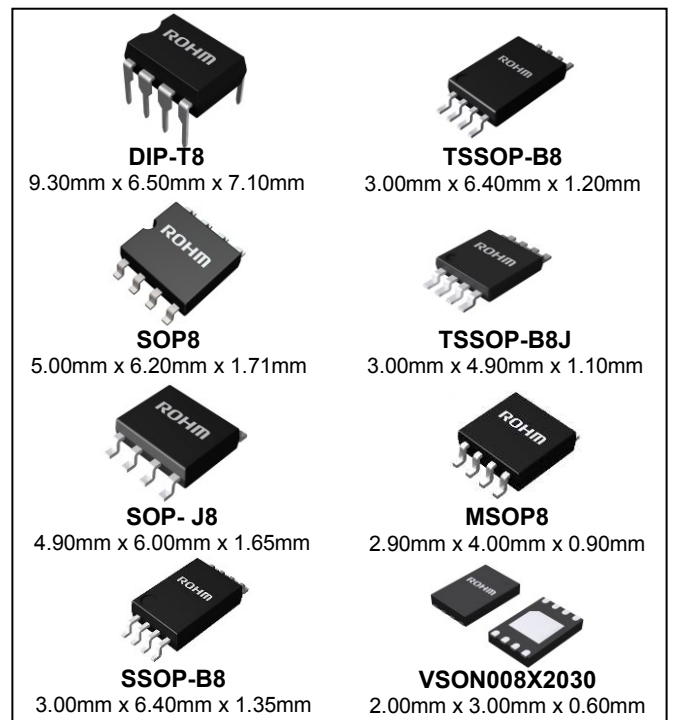 ROHM
DIP-T8
9.30mm x 6.50mm x 7.10mm
ROHM
TSSOP-B8
3.00mm x 6.40mm x 1.20mm
ROHM
SOP8
5.00mm x 6.20mm x 1.71mm
ROHM
TSSOP-B8J
3.00mm x 4.90mm x 1.10mm
ROHM
SOP- J8
4.90mm x 6.00mm x 1.65mm
ROHM
MSOP8
2.90mm x 4.00mm x 0.90mm
ROHM
SSOP-B8
3.00mm x 6.40mm x 1.35mm
ROHM
VSON008X2030
2.00mm x 3.00mm x 0.60mm